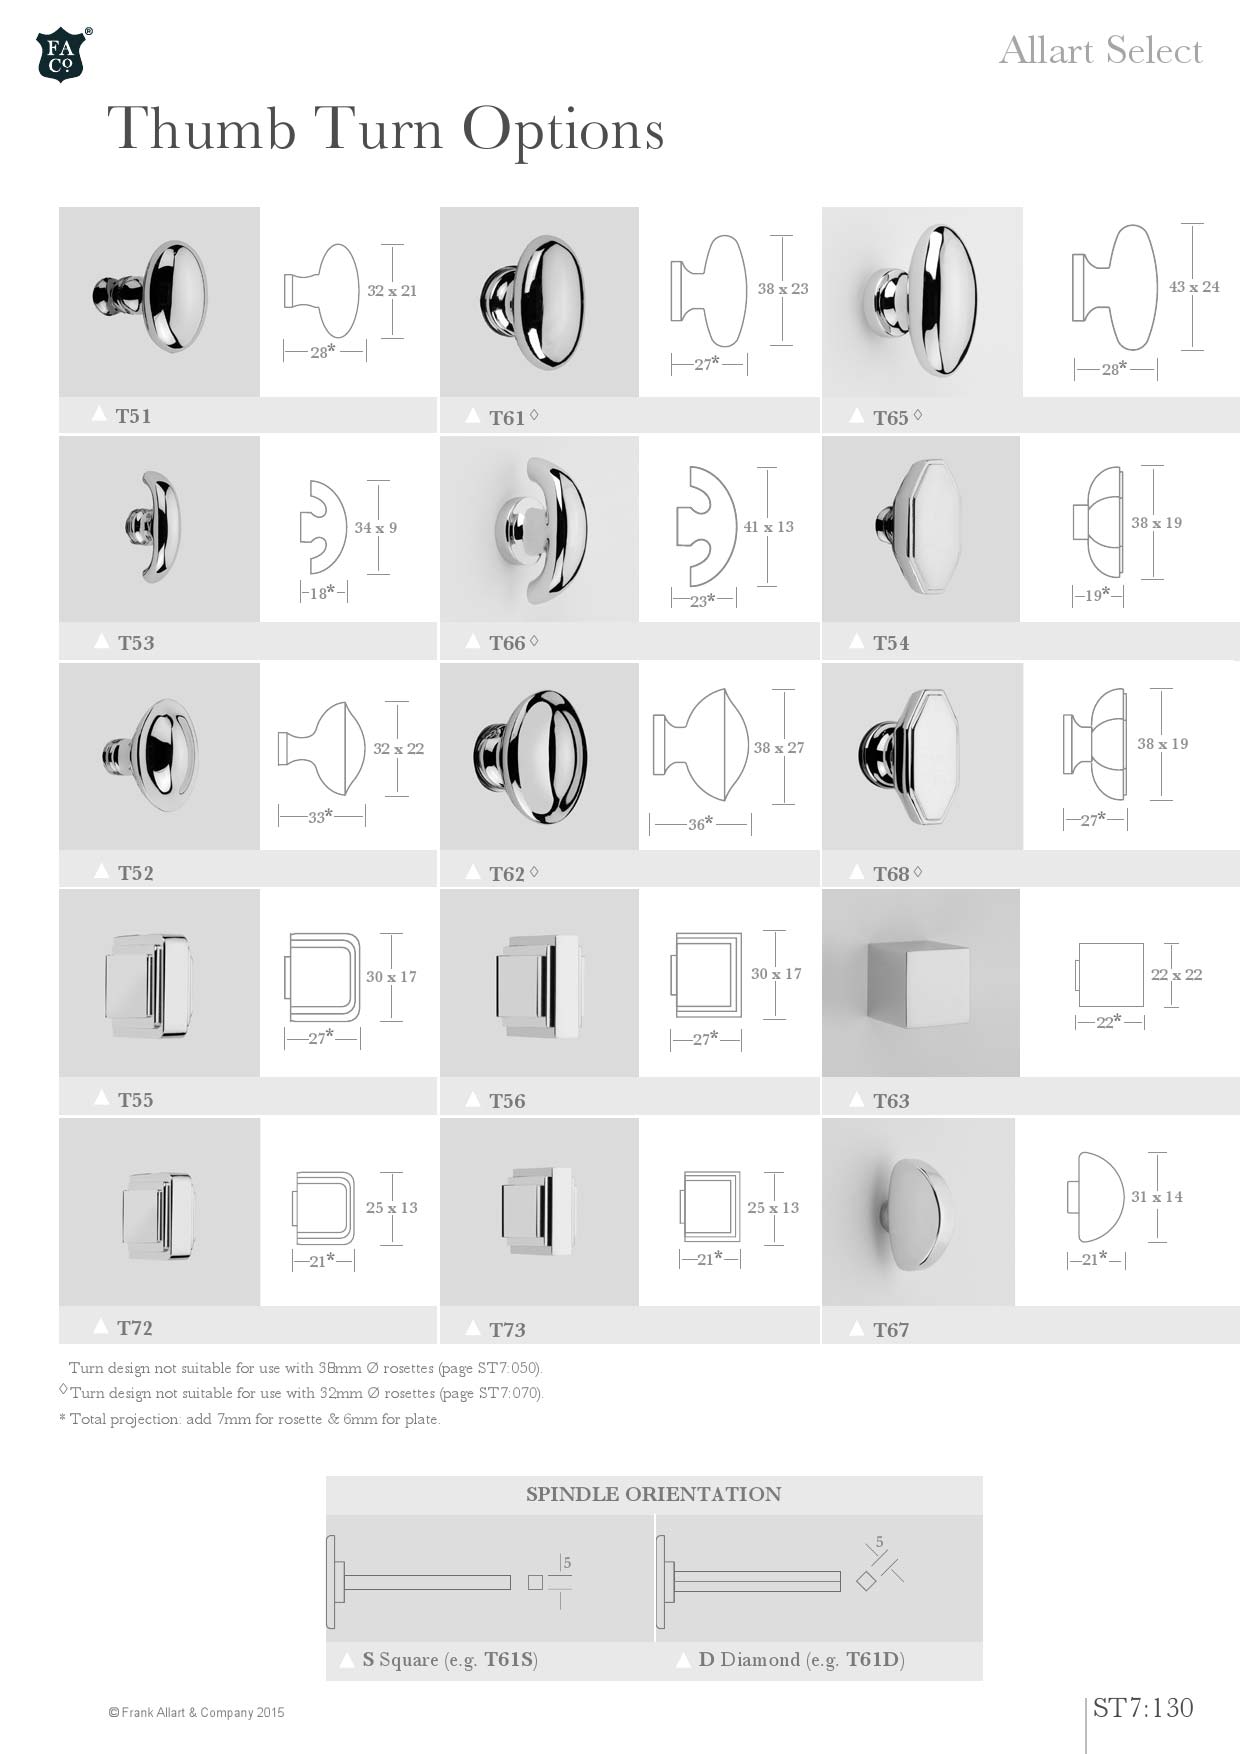 FA
Co.
®
Allart Select
Thumb Turn Options
32 x 21
28*
T51
38 x 23
27*
T61◊
43 x 24
28*
T65◊
34 x 9
18*
T53
41 x 13
23*
T66◊
38 x 19
19*
T54
32 x 22
33*
T52
38 x 27
36*
T62◊
38 x 19
27*
T68◊
30 x 17
27*
T55
30 x 17
27*
T56
22 x 22
22*
T63
25 x 13
21*
T72
25 x 13
21*
T73
31 x 14
21*
T67
Turn design not suitable for use with 38mm Ø rosettes (page ST7:050).
◊Turn design not suitable for use with 32mm Ø rosettes (page ST7:070).
* Total projection: add 7mm for rosette & 6mm for plate.
SPINDLE ORIENTATION
5
5
S Square (e.g. T61S)
D Diamond (e.g. T61D)
© Frank Allart & Company 2015
ST7:130